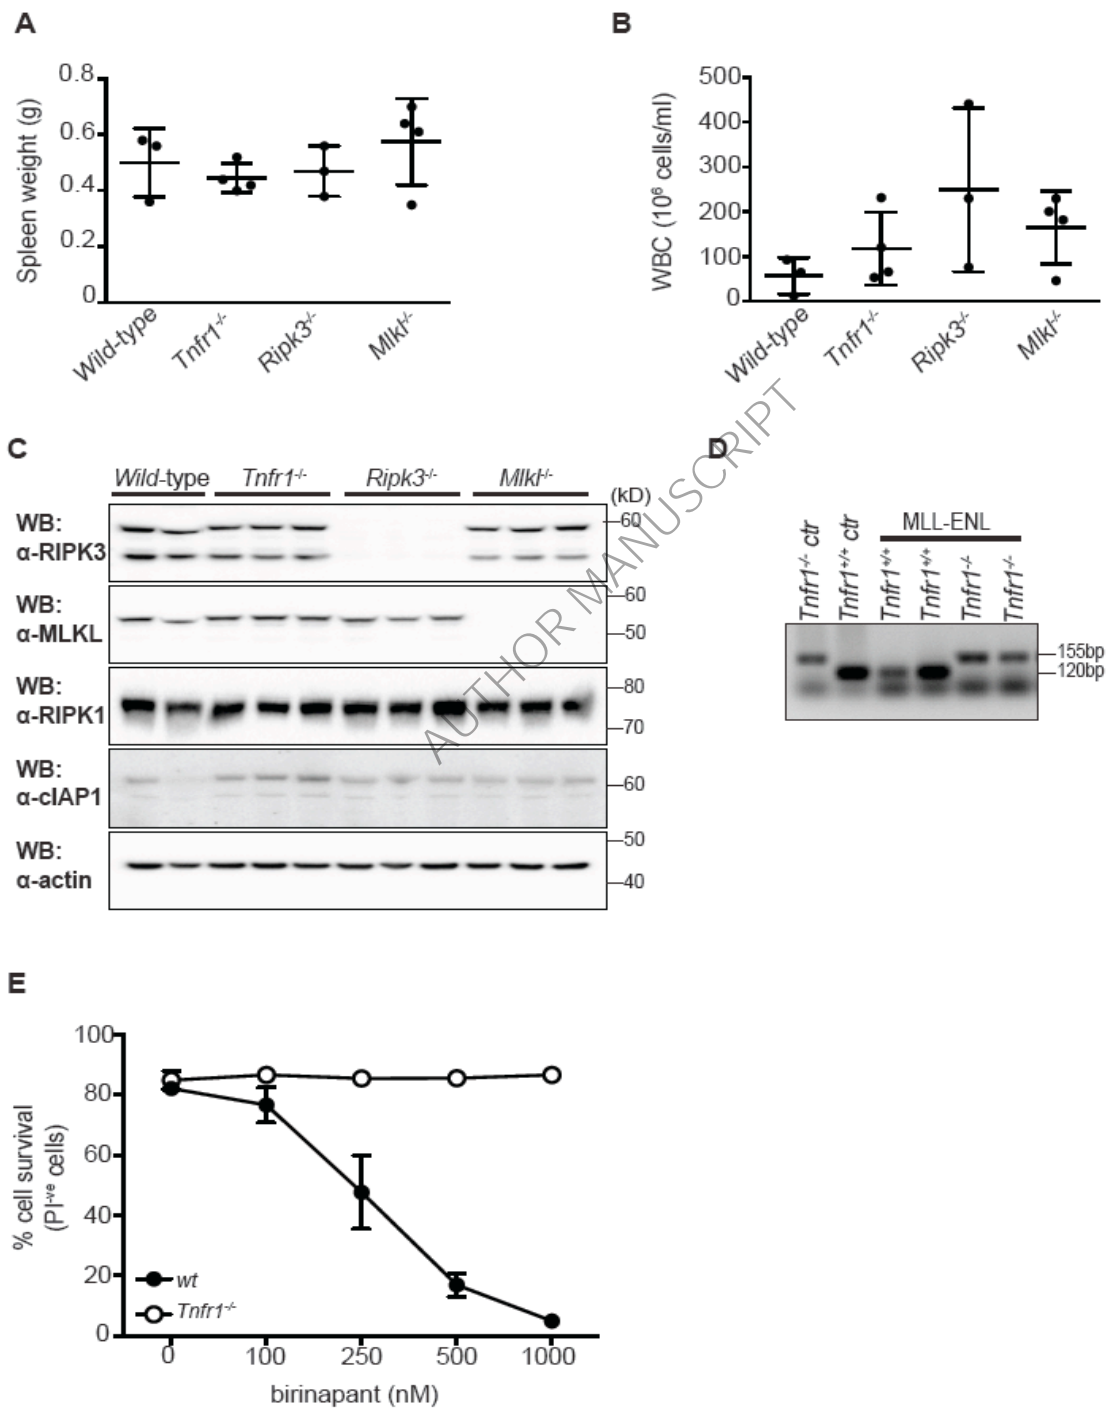 A
Spleen weight (g)
0.8
0.6
0.4
0.2
0
Wild-type
Tnfr1-/-
Ripk3-/-
Mlkl-/-
B
WBC (10⁶ cells/ml)
500
400
300
200
100
0
Wild-type
Tnfr1-/-
Ripk3-/-
Mlkl-/-
AUTHOR MANUSCRIPT
C
Wild-type Tnfr1-/- Ripk3-/- Mlkl-/-
(kD)
WB:
α-RIPK3
60
WB:
α-MLKL
60
50
WB:
α-RIPK1
80
70
WB:
α-cIAP1
60
WB:
α-actin
50
40
D
MLL-ENL
Tnfr1-/- ctr
Tnfr1+/+ ctr
Tnfr1+/+
Tnfr1+/+
Tnfr1-/-
Tnfr1-/-
155bp
120bp
E
% cell survival
(PI-ve cells)
100
80
60
40
20
0
wt
Tnfr1-/-
0 100 250 500 1000
birinapant (nM)